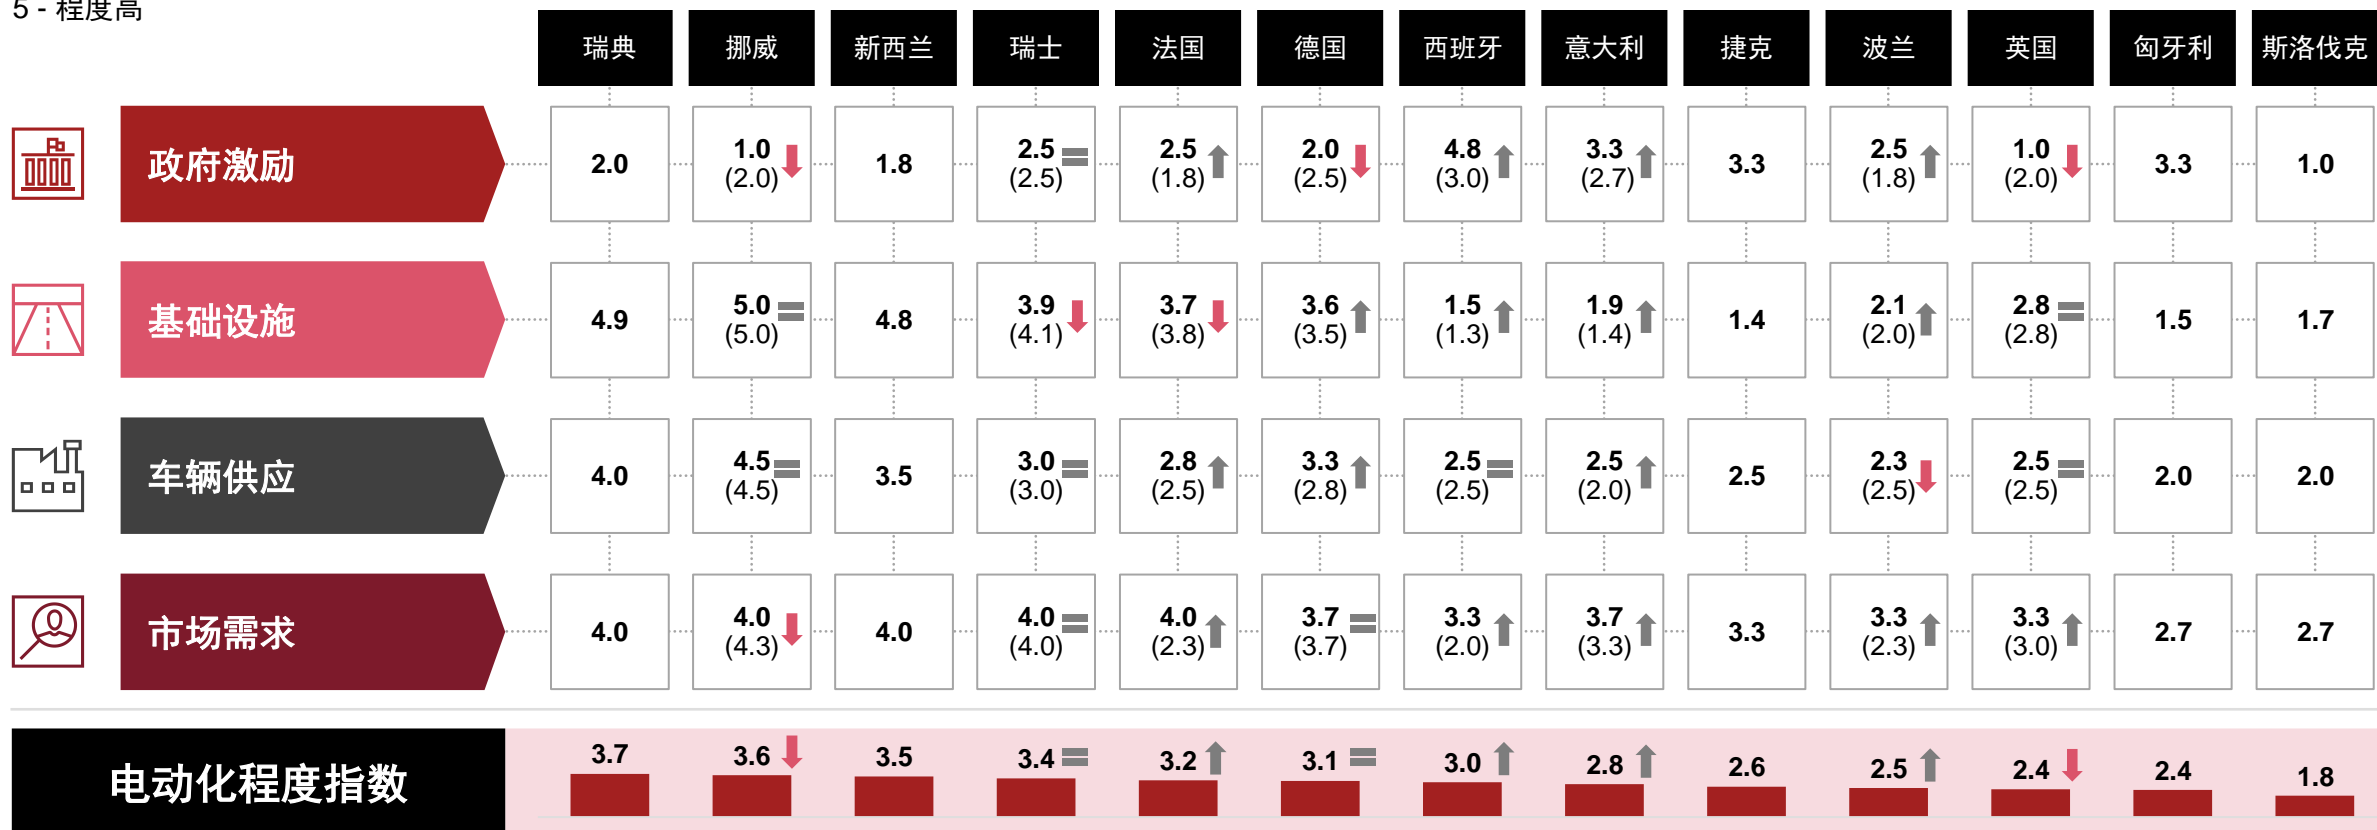 5 - 程度高
瑞典 挪威 新西兰 瑞士 法国 德国 西班牙 意大利 捷克 波兰 英国 匈牙利 斯洛伐克
政府激励 2.0 1.0 1.8 2.5 2.5 2.0 4.8 3.3 3.3 2.5 1.0 3.3 1.0
(2.0) (2.5) (1.8) (2.5) (3.0) (2.7) (1.8) (2.0)
基础设施 4.9 5.0 4.8 3.9 3.7 3.6 1.5 1.9 1.4 2.1 2.8 1.5 1.7
(5.0) (4.1) (3.8) (3.5) (1.3) (1.4) (2.0) (2.8)
车辆供应 4.0 4.5 3.5 3.0 2.8 3.3 2.5 2.5 2.5 2.3 2.5 2.0 2.0
(4.5) (3.0) (2.5) (2.8) (2.5) (2.0) (2.5) (2.5)
市场需求 4.0 4.0 4.0 4.0 4.0 3.7 3.3 3.7 3.3 3.3 3.3 2.7 2.7
(4.3) (4.0) (2.3) (3.7) (2.0) (3.3) (2.3) (3.0)
电动化程度指数 3.7 3.6 3.5 3.4 3.2 3.1 3.0 2.8 2.6 2.5 2.4 2.4 1.8